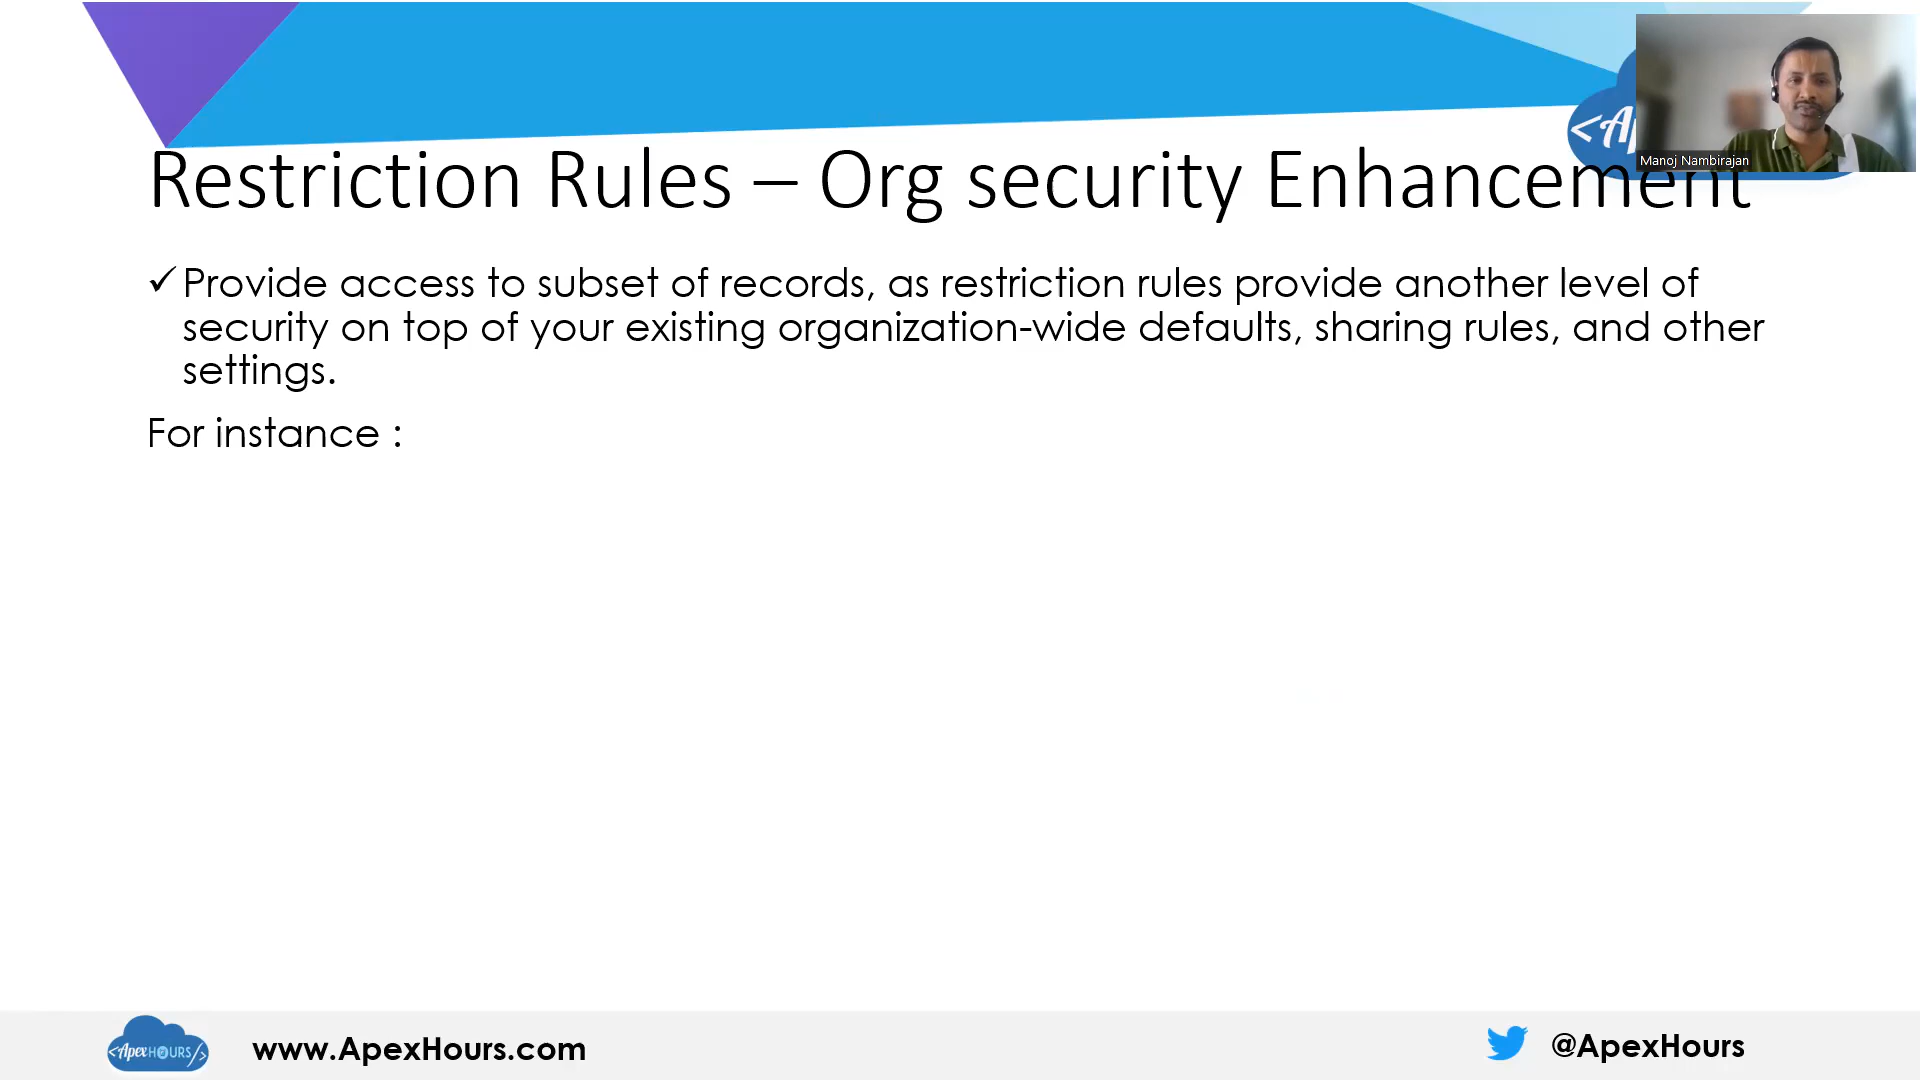 Manoj Nambirajan
Restriction Rules – Org security Enhancement
✓Provide access to subset of records, as restriction rules provide another level of
security on top of your existing organization-wide defaults, sharing rules, and other
settings.
For instance :
<ApexHOURS/>
www.ApexHours.com
@ApexHours